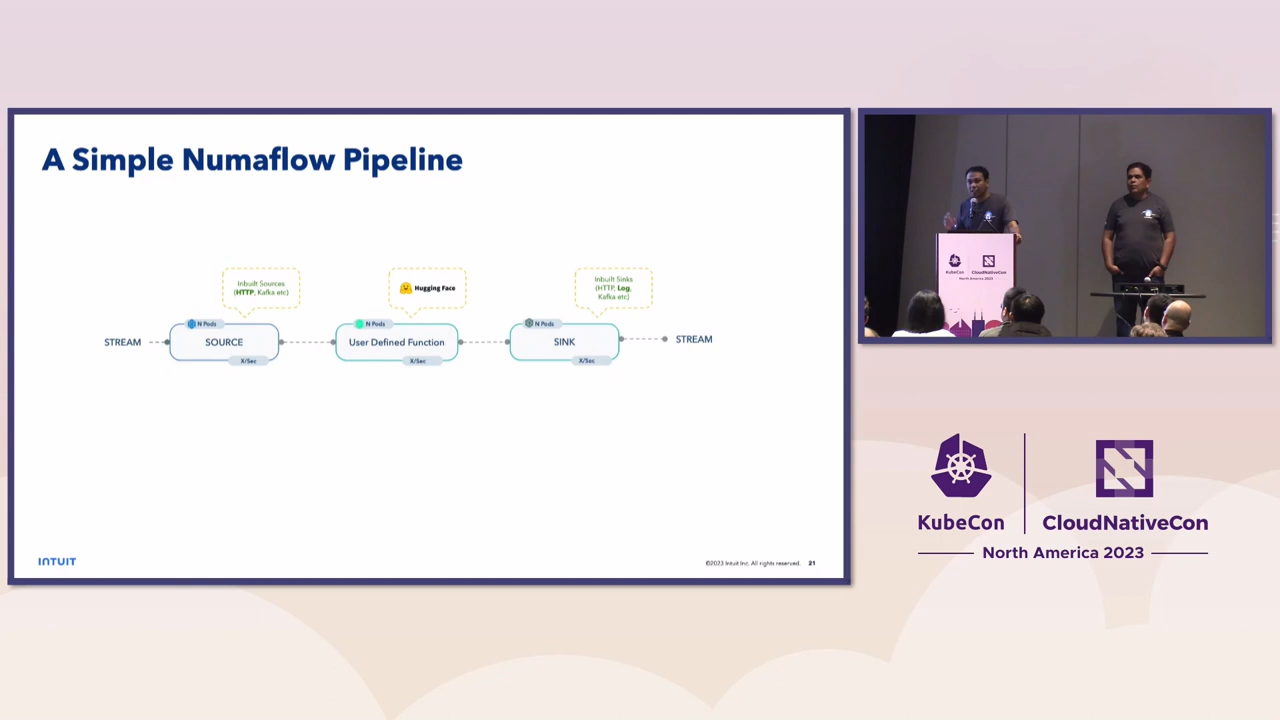 A Simple Numaflow Pipeline
Inbuilt Sources
(HTTP, Kafka etc)
Hugging Face
Inbuilt Sinks
(HTTP, Log,
Kafka etc)
N Pods
N Pods
N Pods
STREAM
SOURCE
User Defined Function
SINK
STREAM
X/Sec
X/Sec
X/Sec
INTUIT
©2023 Intuit Inc. All rights reserved.
21
KubeCon
CloudNativeCon
North America 2023
KubeCon
CloudNativeCon
North America 2023